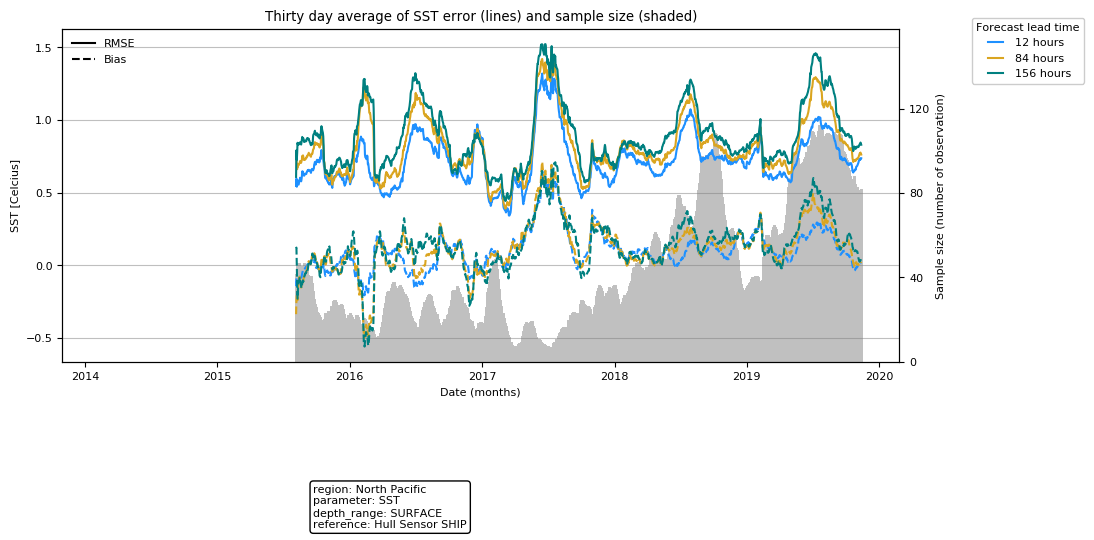 Thirty day average of SST error (lines) and sample size (shaded)
Forecast lead time
12 hours
84 hours
156 hours
RMSE
Bias
1.5
1.0
0.5
0.0
−0.5
SST [Celcius]
120
80
40
0
Sample size (number of observation)
2014 2015 2016 2017 2018 2019 2020
Date (months)
region: North Pacific
parameter: SST
depth_range: SURFACE
reference: Hull Sensor SHIP